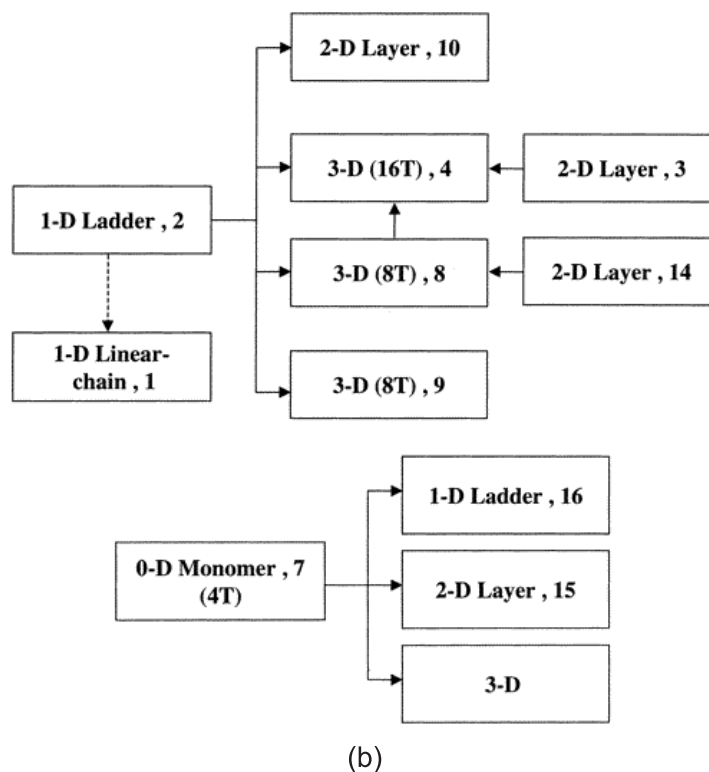 2-D Layer , 10
3-D (16T) , 4
2-D Layer , 3
1-D Ladder , 2
3-D (8T) , 8
2-D Layer , 14
1-D Linear-
chain , 1
3-D (8T) , 9
1-D Ladder , 16
0-D Monomer , 7
(4T)
2-D Layer , 15
3-D
(b)